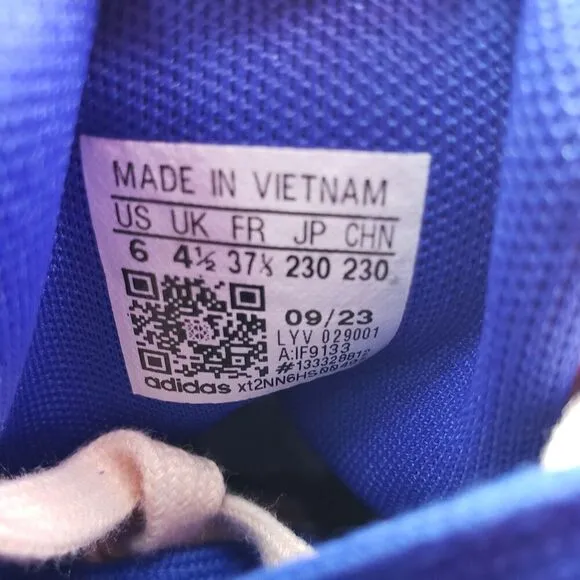 MADE IN VIETNAM
US UK FR JP CHN
6 4½ 37⅓ 230 230
09/23
LYV 029001
A:IF9133
#133328812
adidas